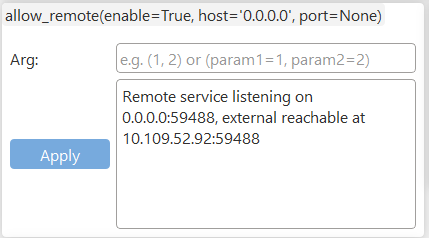 allow_remote(enable=True, host='0.0.0.0', port=None)
Arg:
e.g. (1, 2) or (param1=1, param2=2)
Remote service listening on
0.0.0.0:59488, external reachable at
10.109.52.92:59488
Apply